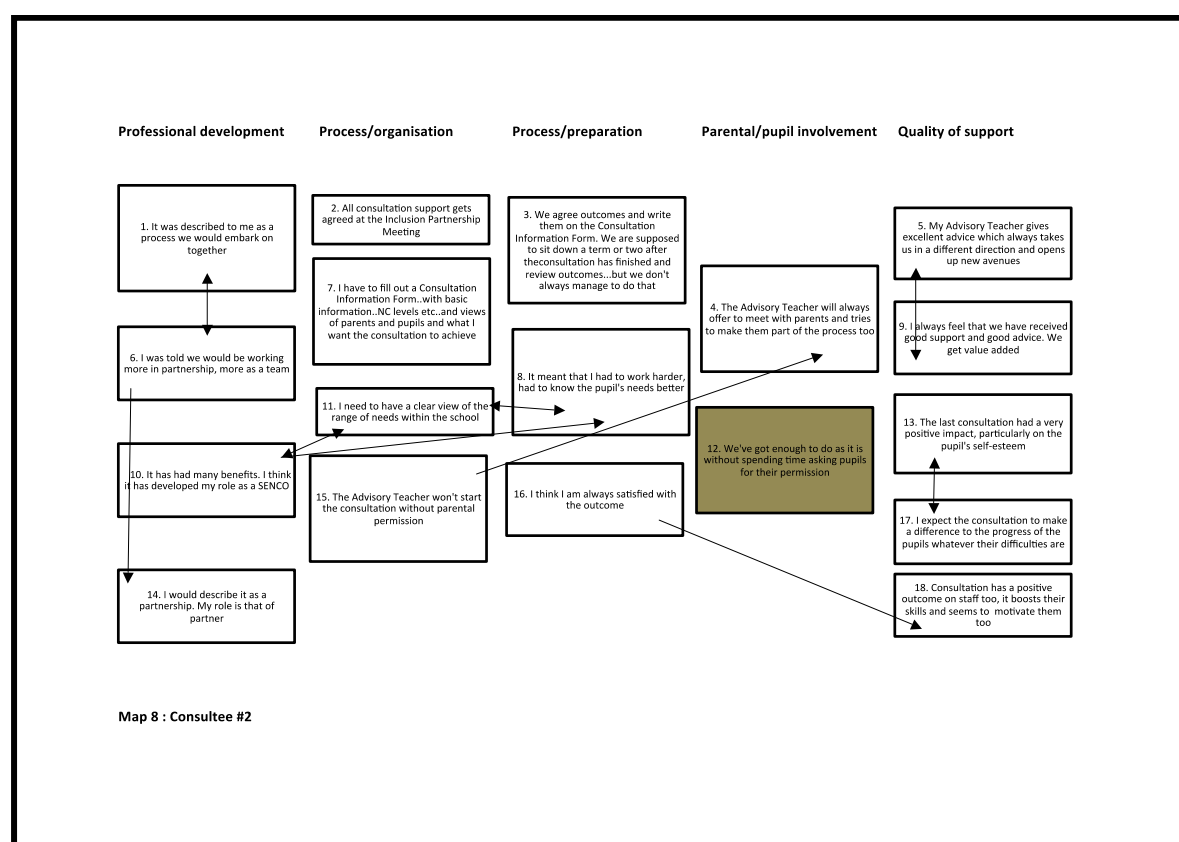 Professional development
Process/organisation
Process/preparation
Parental/pupil involvement
Quality of support
1. It was described to me as a
process we would embark on
together
2. All consultation support gets
agreed at the Inclusion Partnership
Meeting
3. We agree outcomes and write
them on the Consultation
Information Form. We are supposed
to sit down a term or two after
theconsultation has finished and
review outcomes...but we don't
always manage to do that
4. The Advisory Teacher will always
offer to meet with parents and tries
to make them part of the process too
5. My Advisory Teacher gives
excellent advice which always takes
us in a different direction and opens
up new avenues
6. I was told we would be working
more in partnership, more as a team
7. I have to fill out a Consultation
Information Form..with basic
information..NC levels etc..and views
of parents and pupils and what I
want the consultation to achieve
8. It meant that I had to work harder,
had to know the pupil's needs better
9. I always feel that we have received
good support and good advice. We
get value added
10. It has had many benefits. I think
it has developed my role as a SENCO
11. I need to have a clear view of the
range of needs within the school
12. We've got enough to do as it is
without spending time asking pupils
for their permission
13. The last consultation had a very
positive impact, particularly on the
pupil's self-esteem
14. I would describe it as a
partnership. My role is that of
partner
15. The Advisory Teacher won't start
the consultation without parental
permission
16. I think I am always satisfied with
the outcome
17. I expect the consultation to make
a difference to the progress of the
pupils whatever their difficulties are
18. Consultation has a positive
outcome on staff too, it boosts their
skills and seems to motivate them
too
Map 8 : Consultee #2